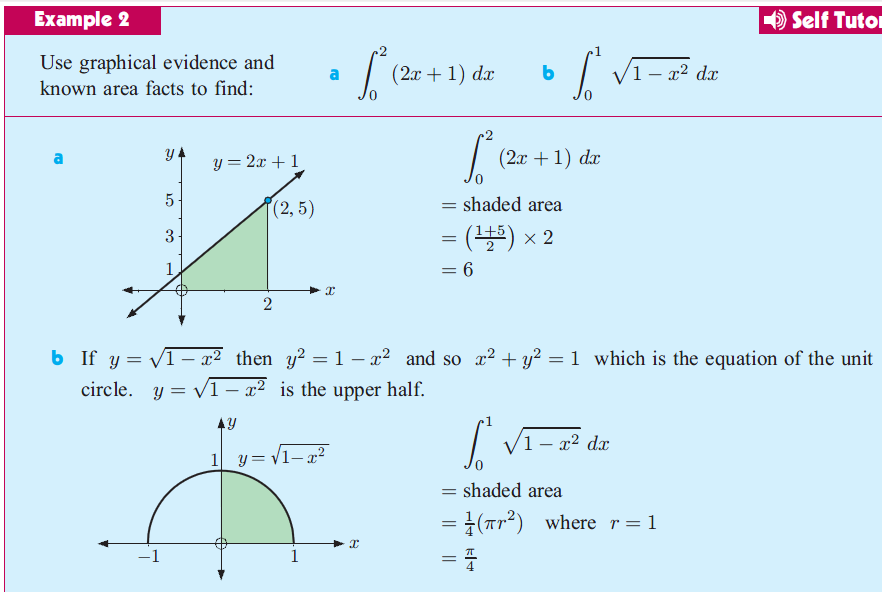 Example 2
Self Tutor
Use graphical evidence and
known area facts to find:
a ∫₀² (2x + 1) dx
b ∫₀¹ √(1 − x²) dx
a
y
y = 2x + 1
5
(2, 5)
3
1
x
2
∫₀² (2x + 1) dx
= shaded area
= ((1+5)/2) × 2
= 6
b If y = √(1 − x²) then y² = 1 − x² and so x² + y² = 1 which is the equation of the unit
circle. y = √(1 − x²) is the upper half.
y
1
y = √(1−x²)
x
−1
1
∫₀¹ √(1 − x²) dx
= shaded area
= ¼(πr²) where r = 1
= π/4